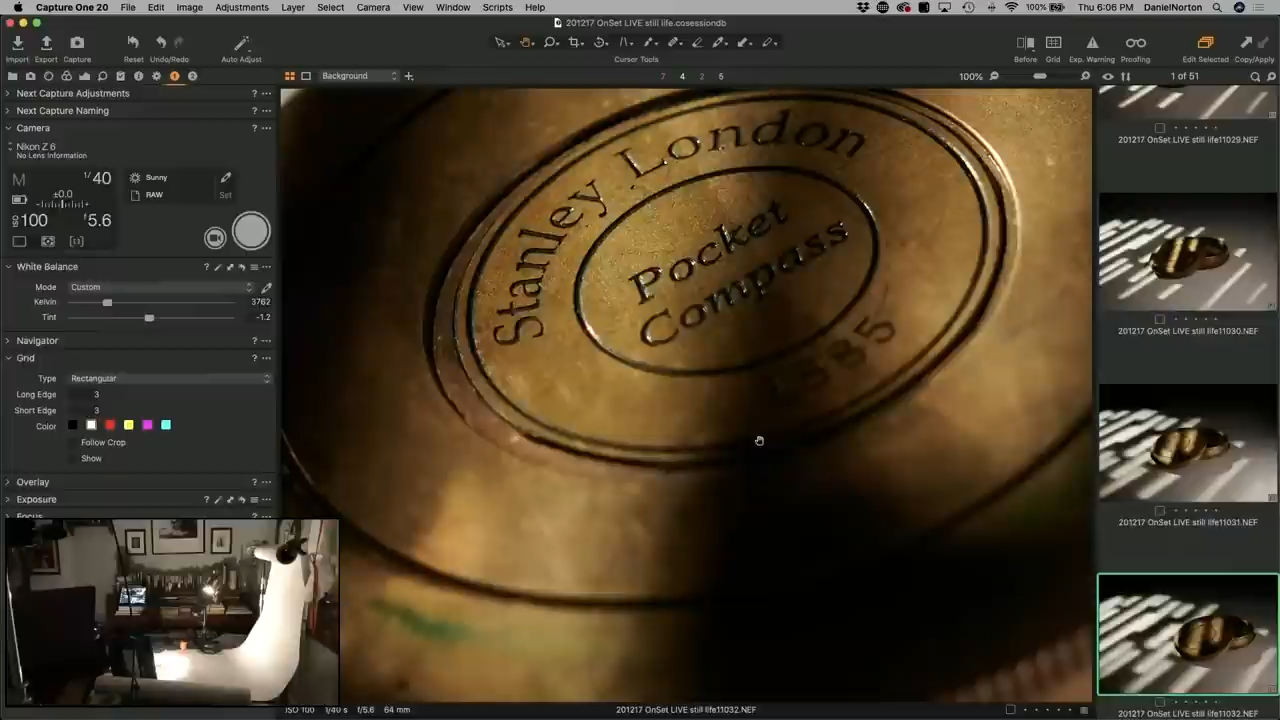 Capture One 20 File Edit Image Adjustments Layer Select Camera View Window Scripts Help 100% Thu 6:06 PM DanielNorton
201217 OnSet LIVE still life.cosessiondb
Import Export Capture Reset Undo/Redo Auto Adjust Cursor Tools Before Grid Exp. Warning Proofing Edit Selected Copy/Apply
Background 7 4 2 5 100% 1 of 51
Next Capture Adjustments ? ...
Next Capture Naming ? ...
Camera ? ...
Nikon Z 6
No Lens Information
M 1/40 Sunny
±0.0
RAW Set
ISO 100 f5.6
White Balance ? ...
Mode Custom
Kelvin 3762
Tint -1.2
Navigator ? ...
Grid ? ...
Type Rectangular
Long Edge 3
Short Edge 3
Color
Follow Crop
Show
Overlay ? ...
Exposure ? ...
Focus
Stanley London
Pocket
Compass
1885
201217 OnSet LIVE still life11029.NEF
201217 OnSet LIVE still life11030.NEF
201217 OnSet LIVE still life11031.NEF
201217 OnSet LIVE still life11032.NEF
ISO 100 1/40 s f/5.6 64 mm 201217 OnSet LIVE still life11032.NEF